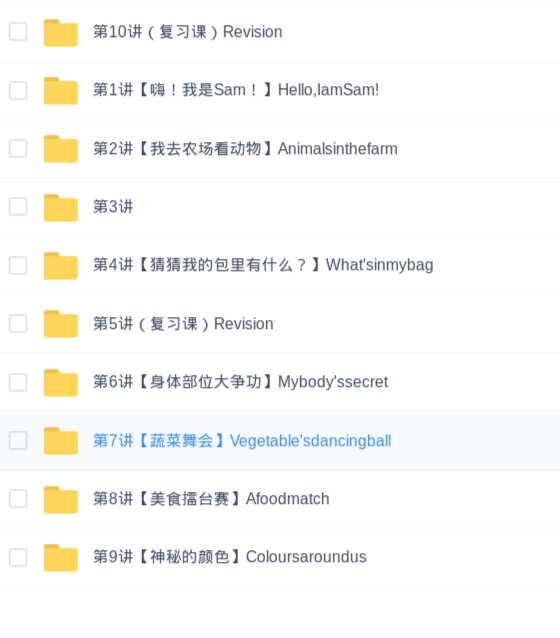 第10讲（复习课）Revision
第1讲【嗨！我是Sam！】Hello,IamSam!
第2讲【我去农场看动物】Animalsinthefarm
第3讲
第4讲【猜猜我的包里有什么？】What'sinmybag
第5讲（复习课）Revision
第6讲【身体部位大争功】Mybody'ssecret
第7讲【蔬菜舞会】Vegetable'sdancingball
第8讲【美食擂台赛】Afoodmatch
第9讲【神秘的颜色】Coloursaroundus